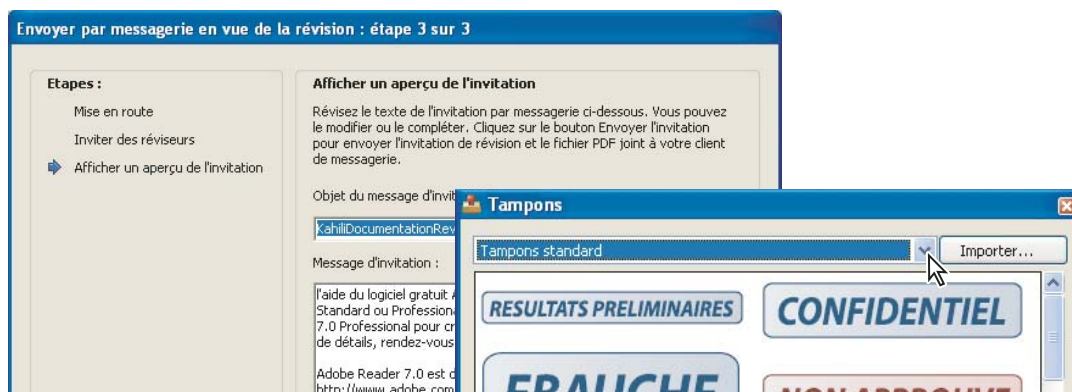 Envoyer par messagerie en vue de la révision : étape 3 sur 3
Etapes :
Mise en route
Inviter des réviseurs
Afficher un aperçu de l'invitation
Afficher un aperçu de l'invitation
Révisez le texte de l'invitation par messagerie ci-dessous. Vous pouvez
le modifier ou le compléter. Cliquez sur le bouton Envoyer l'invitation
pour envoyer l'invitation de révision et le fichier PDF joint à votre client
de messagerie.
Objet du message d'invit
KahiliDocumentationRev
Message d'invitation :
l'aide du logiciel gratuit
Standard ou Profession
7.0 Professional pour cr
de détails, rendez-vous
Adobe Reader 7.0 est d
http://www.adobe.com
Tampons
Tampons standard
Importer...
RESULTATS PRELIMINAIRES
CONFIDENTIEL
EBAUCHE
NON APPROUVE